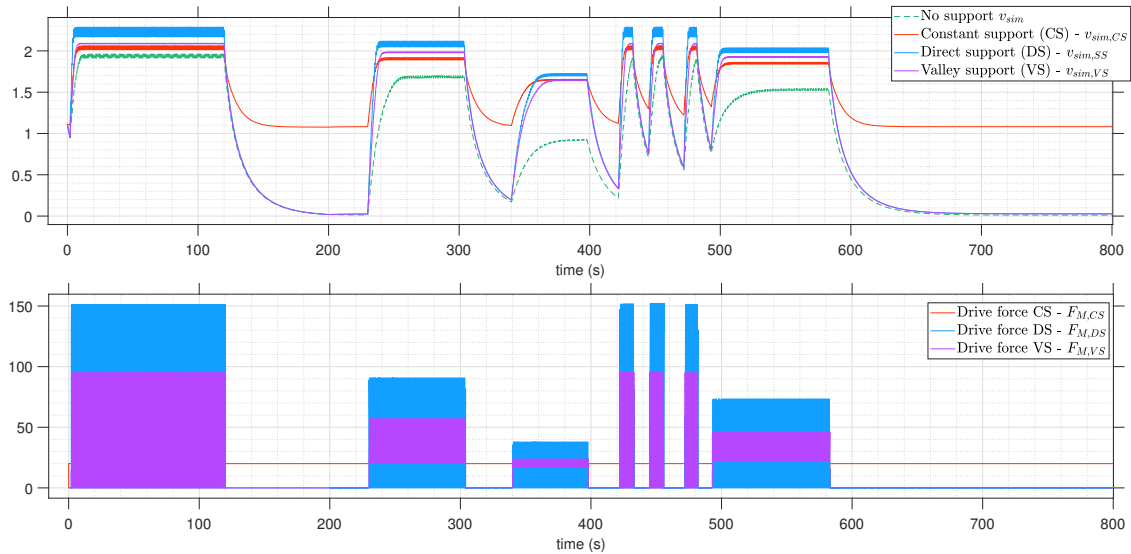 No support v_sim
Constant support (CS) - v_sim,CS
Direct support (DS) - v_sim,SS
Valley support (VS) - v_sim,VS
2
1.5
1
0.5
0
0 100 200 300 400 500 600 700 800
time (s)
Drive force CS - F_M,CS
Drive force DS - F_M,DS
Drive force VS - F_M,VS
150
100
50
0
0 100 200 300 400 500 600 700 800
time (s)